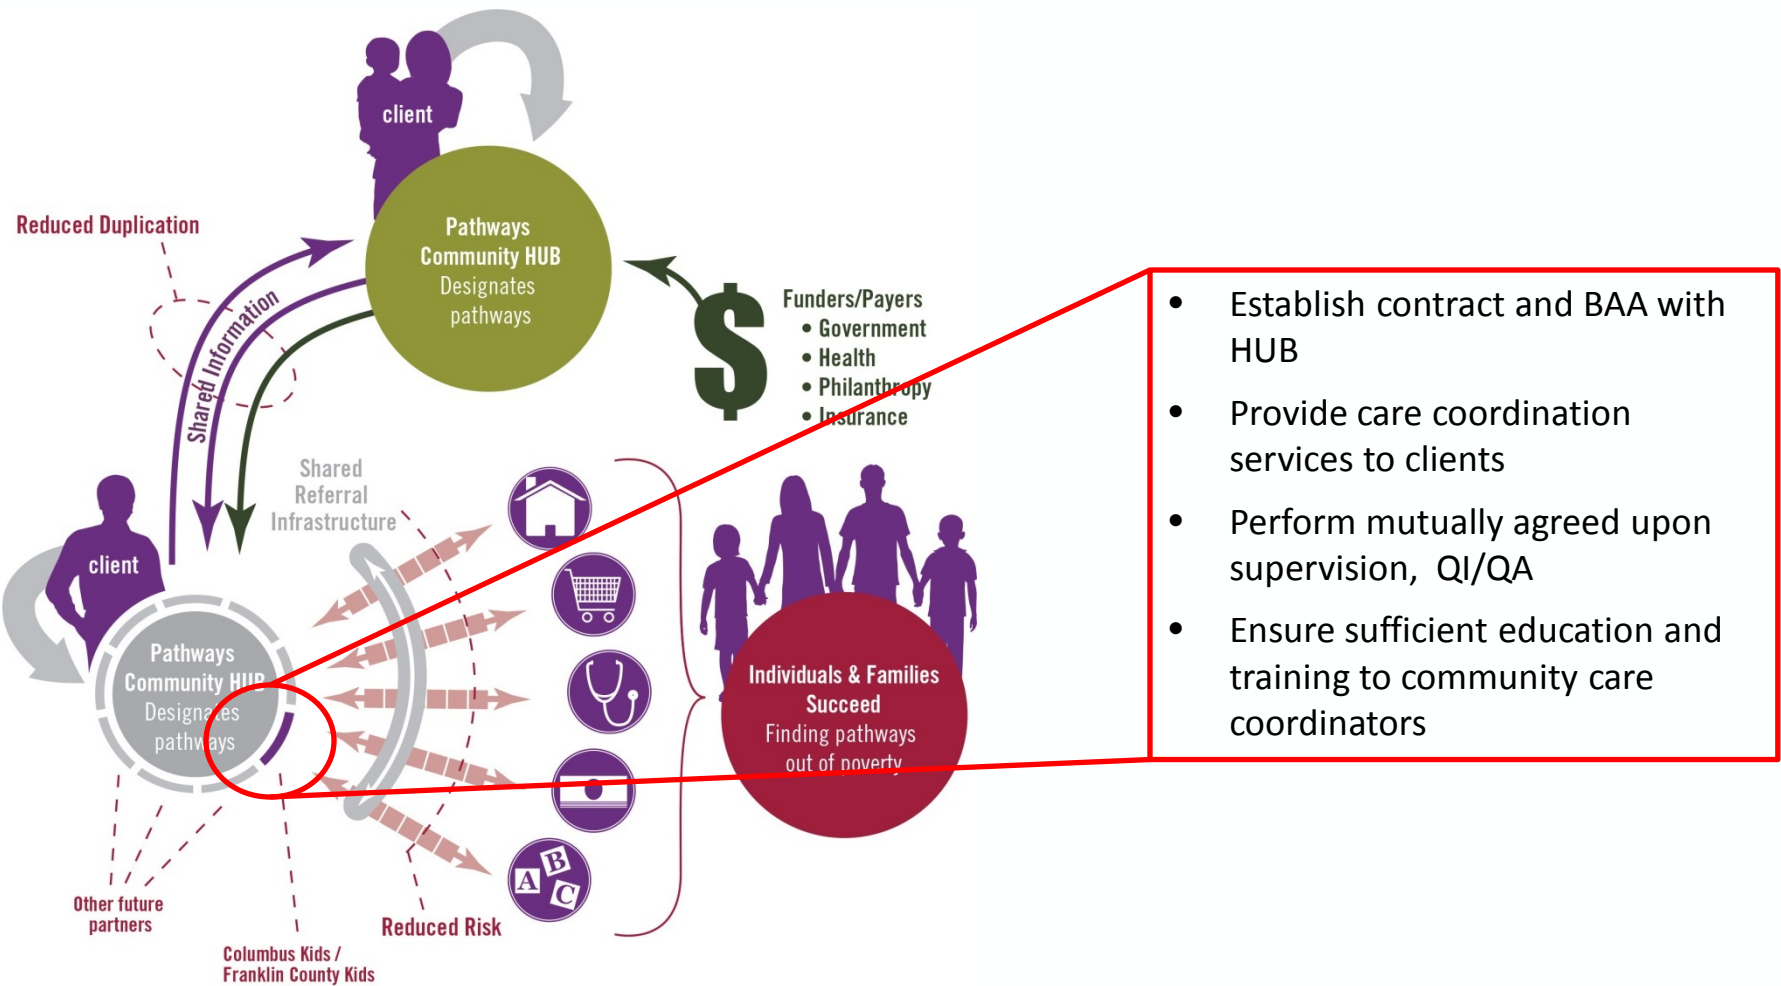 client
Reduced Duplication
Pathways
Community HUB
Designates
pathways
Shared Information
$
Funders/Payers
• Government
• Health
• Philanthropy
• Insurance
Shared
Referral
Infrastructure
client
Pathways
Community HUB
Designates
pathways
A B C
Individuals & Families
Succeed
Finding pathways
out of poverty
Other future
partners
Columbus Kids /
Franklin County Kids
Reduced Risk
• Establish contract and BAA with
HUB
• Provide care coordination
services to clients
• Perform mutually agreed upon
supervision, QI/QA
• Ensure sufficient education and
training to community care
coordinators